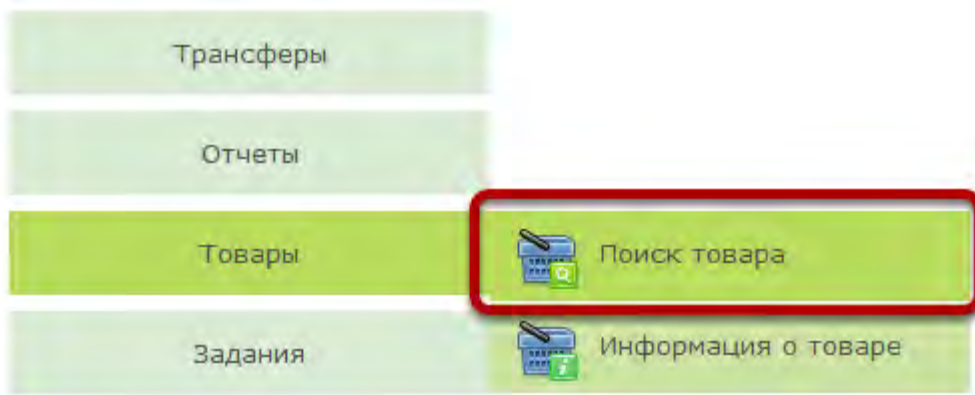 Трансферы
Отчеты
Товары
Поиск товара
Задания
Информация о товаре